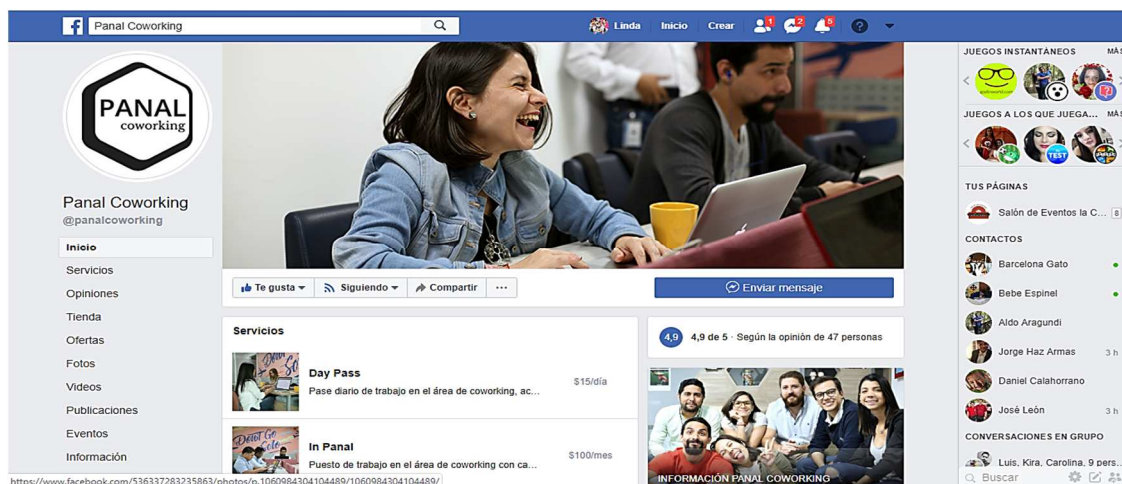 Panal Coworking
Linda Inicio Crear 1 2 5
PANAL
coworking
Panal Coworking
@panalcoworking
Inicio
Servicios
Opiniones
Tienda
Ofertas
Fotos
Videos
Publicaciones
Eventos
Información
Te gusta Siguiendo Compartir ...
Enviar mensaje
Servicios
Day Pass
Pase diario de trabajo en el área de coworking, ac...
$15/día
In Panal
Puesto de trabajo en el área de coworking con ca...
$100/mes
4,9 4,9 de 5 · Según la opinión de 47 personas
INFORMACIÓN PANAL COWORKING
JUEGOS INSTANTÁNEOS MÁS
JUEGOS A LOS QUE JUEGA... MÁS
TEST
TUS PÁGINAS
Salón de Eventos la C... 8
CONTACTOS
Barcelona Gato
Bebe Espinel
Aldo Aragundi
Jorge Haz Armas 3 h
Daniel Calahorrano
José León 3 h
CONVERSACIONES EN GRUPO
Luis, Kira, Carolina, 9 pers...
Buscar
https://www.facebook.com/536337283235863/photos/p.1060984304104489/1060984304104489/